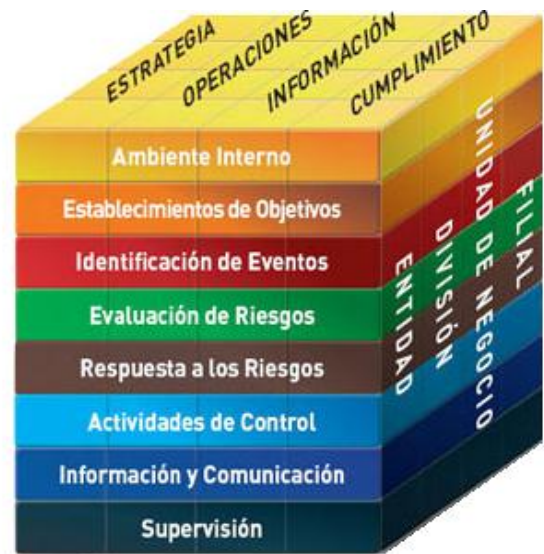 ESTRATEGIA
OPERACIONES
INFORMACIÓN
CUMPLIMIENTO
Ambiente Interno
Establecimientos de Objetivos
Identificación de Eventos
Evaluación de Riesgos
Respuesta a los Riesgos
Actividades de Control
Información y Comunicación
Supervisión
ENTIDAD
DIVISIÓN
UNIDAD DE NEGOCIO
FILIAL